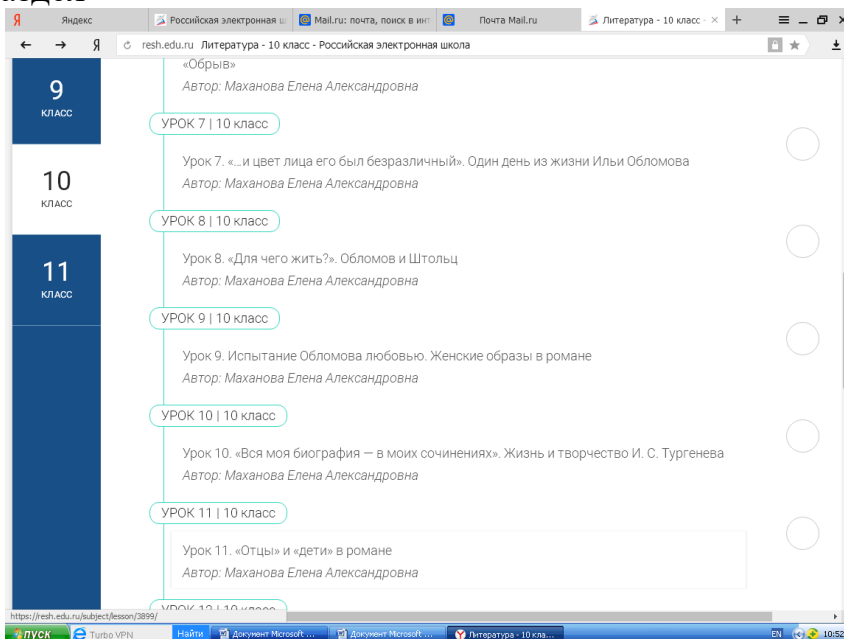 Яндекс
Российская электронная ш
Mail.ru: почта, поиск в инт
Почта Mail.ru
Литература - 10 класс -
resh.edu.ru Литература - 10 класс - Российская электронная школа
9
КЛАСС
10
КЛАСС
11
КЛАСС
«Обрыв»
Автор: Маханова Елена Александровна
УРОК 7 | 10 класс
Урок 7. «...и цвет лица его был безразличный». Один день из жизни Ильи Обломова
Автор: Маханова Елена Александровна
УРОК 8 | 10 класс
Урок 8. «Для чего жить?». Обломов и Штольц
Автор: Маханова Елена Александровна
УРОК 9 | 10 класс
Урок 9. Испытание Обломова любовью. Женские образы в романе
Автор: Маханова Елена Александровна
УРОК 10 | 10 класс
Урок 10. «Вся моя биография — в моих сочинениях». Жизнь и творчество И. С. Тургенева
Автор: Маханова Елена Александровна
УРОК 11 | 10 класс
Урок 11. «Отцы» и «дети» в романе
Автор: Маханова Елена Александровна
УРОК 12 | 10 класс
https://resh.edu.ru/subject/lesson/3899/
пуск
Turbo VPN
Найти
Документ Microsoft ...
Документ Microsoft ...
Литература - 10 кла...
EN
10:52